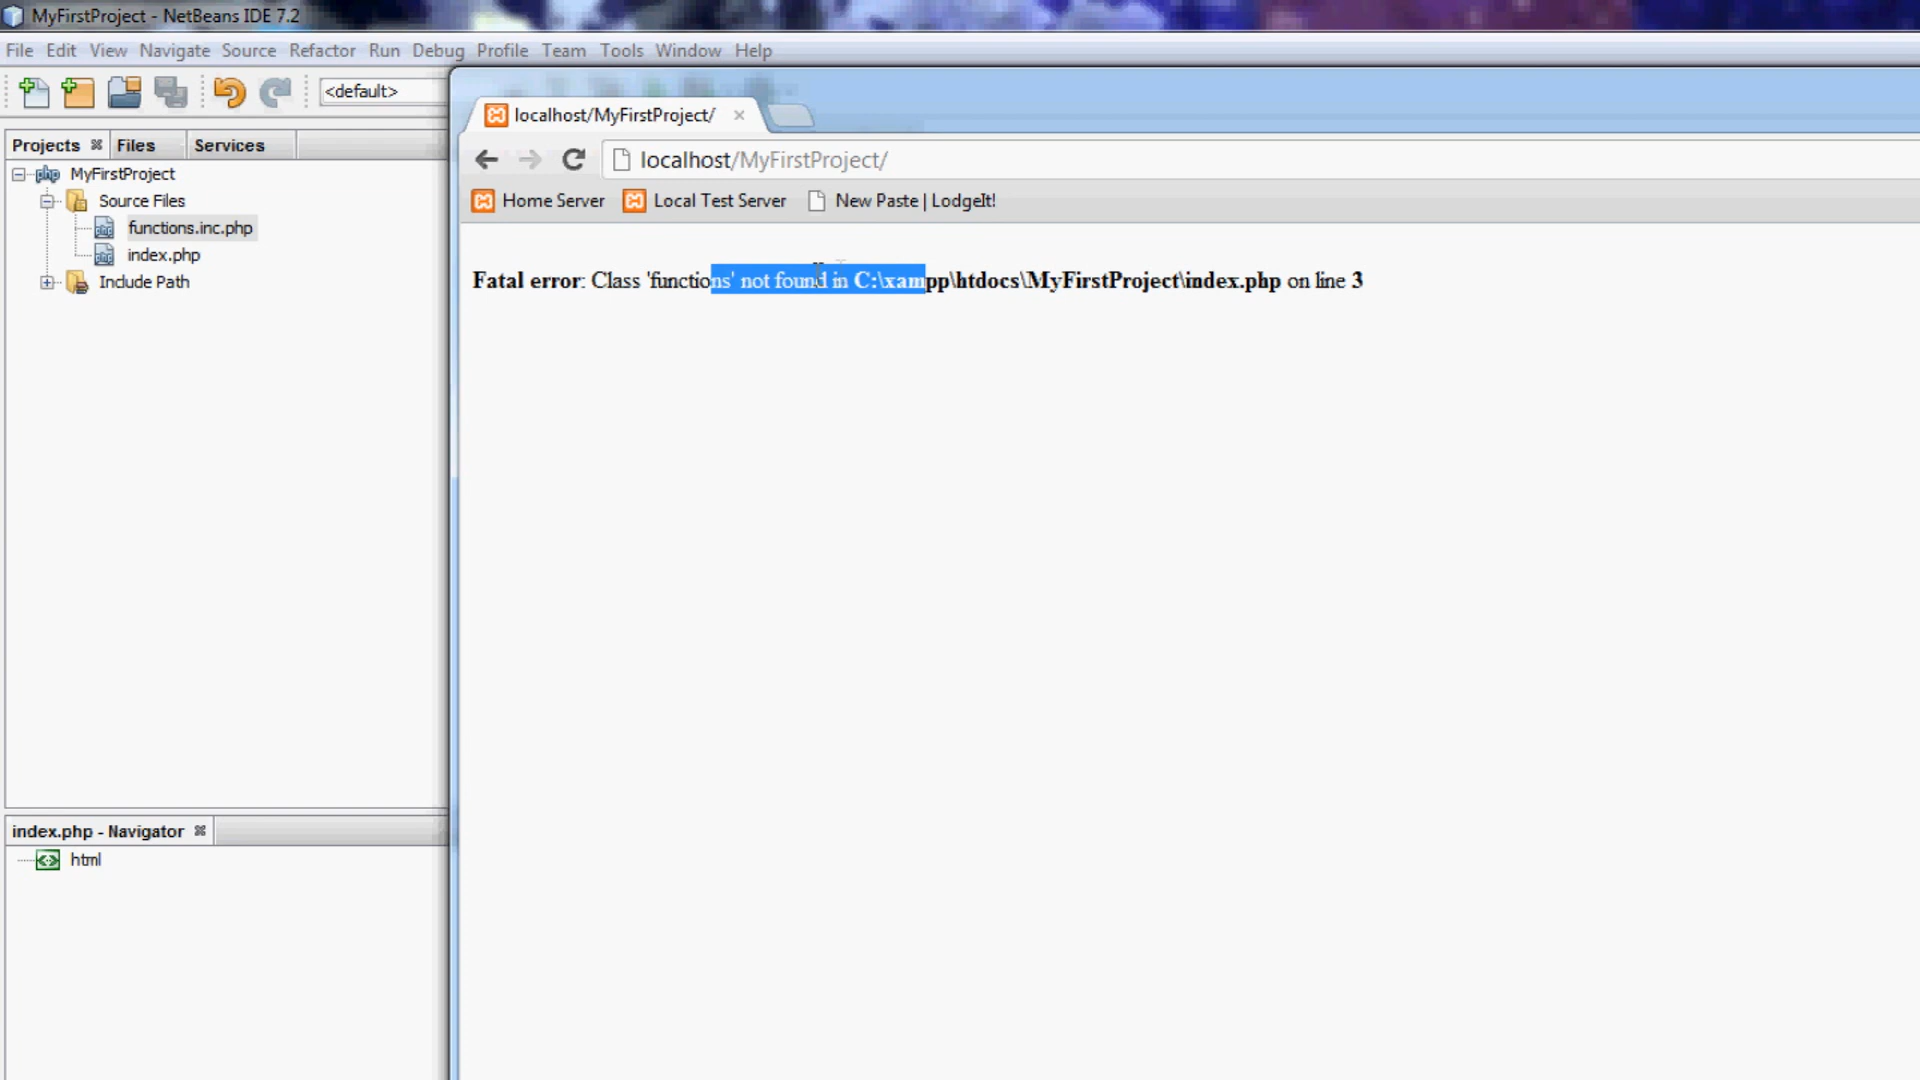 MyFirstProject - NetBeans IDE 7.2
File Edit View Navigate Source Refactor Run Debug Profile Team Tools Window Help
<default>
localhost/MyFirstProject/
Projects Files Services
localhost/MyFirstProject/
MyFirstProject
Source Files
Home Server Local Test Server New Paste | LodgeIt!
functions.inc.php
index.php
Include Path
Fatal error: Class 'functions' not found in C:\xampp\htdocs\MyFirstProject\index.php on line 3
index.php - Navigator
html